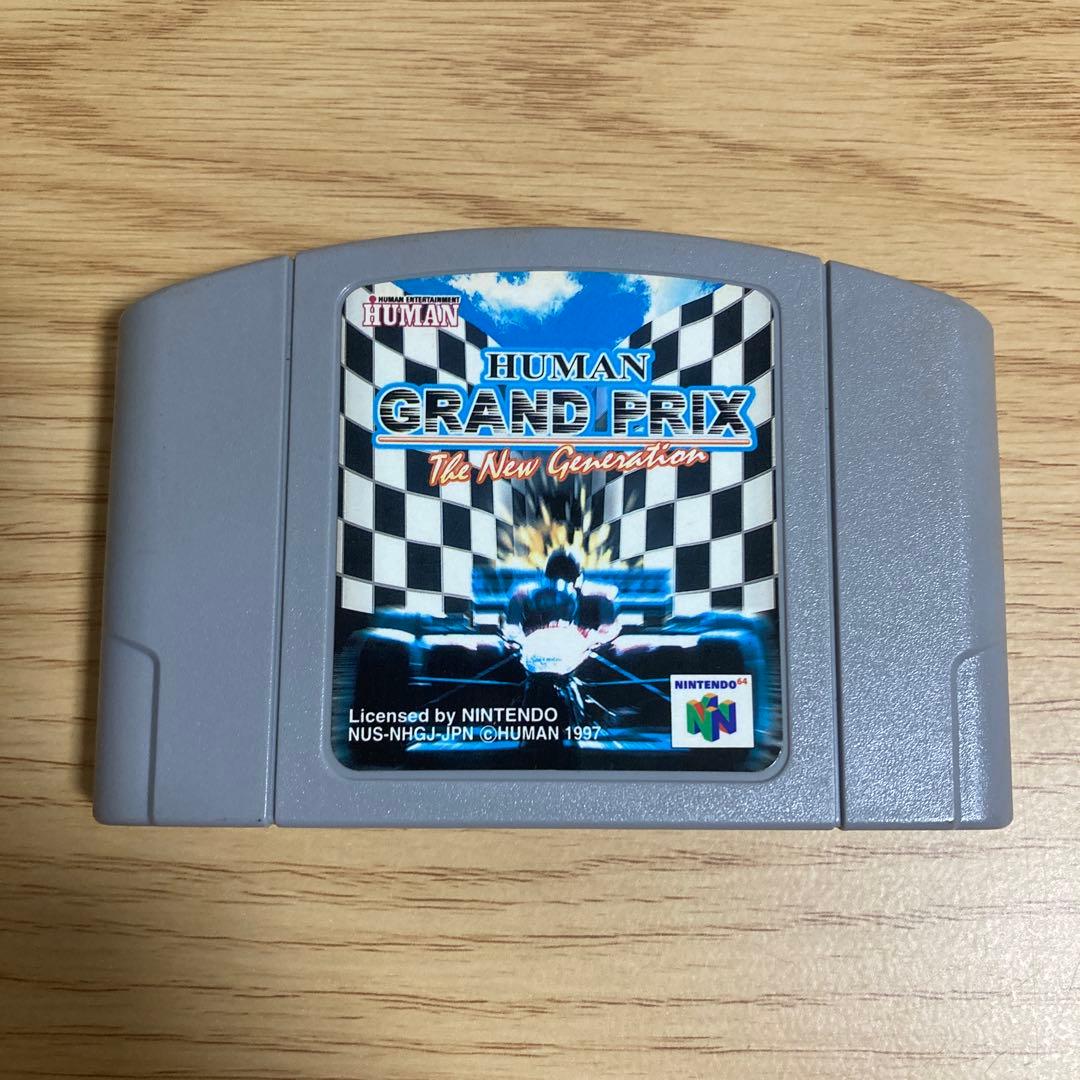 HUMAN ENTERTAINMENT
HUMAN
HUMAN
GRAND PRIX
The New Generation
NINTENDO64
Licensed by NINTENDO
NUS-NHGJ-JPN ©HUMAN 1997